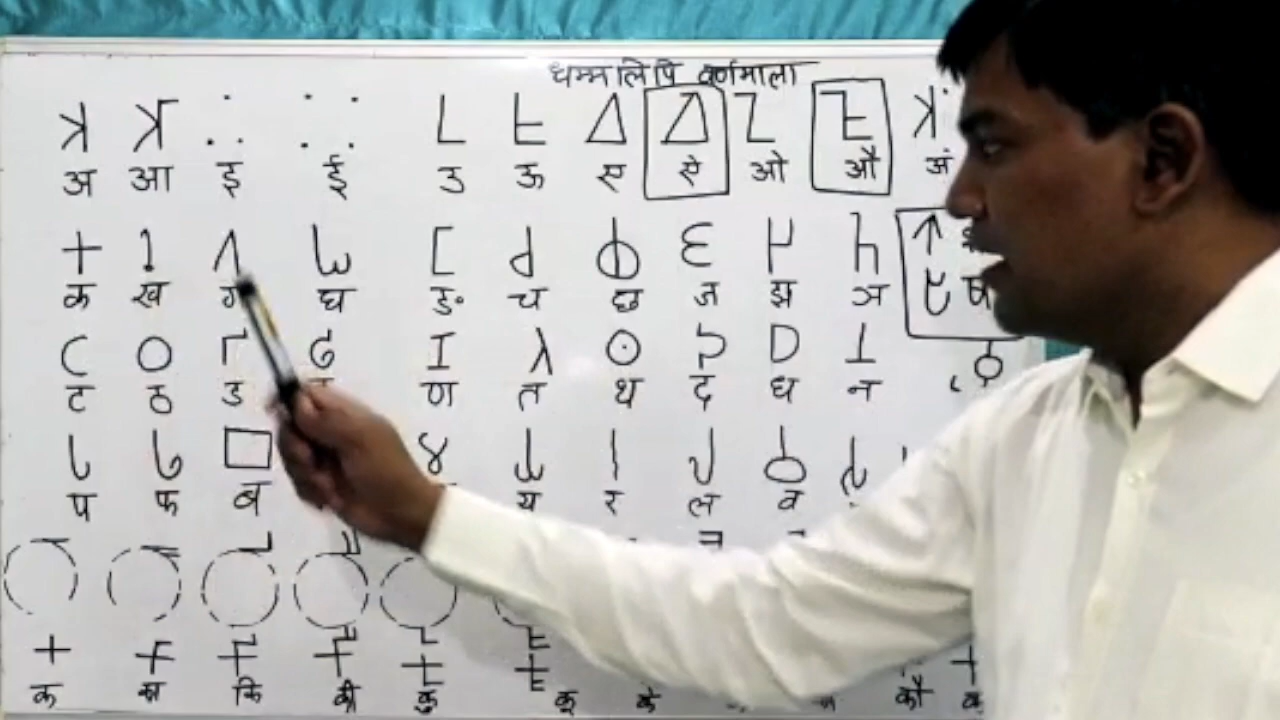 धम्मलिपि वर्णमाला
𑀅 𑀆 𑀇 𑀈 𑀉 𑀊 𑀏 𑀐 𑀑 𑀒 𑀅𑀁
अ आ इ ई उ ऊ ए ऐ ओ औ अं
𑀓 𑀔 𑀕 𑀖 𑀗 𑀘 𑀙 𑀚 𑀛 𑀜 𑀰
क ख ग घ ङ च छ ज झ ञ
𑀝 𑀞 𑀟 𑀠 𑀡 𑀢 𑀣 𑀤 𑀥 𑀦
ट ठ ड ण त थ द ध न
𑀧 𑀨 𑀩 𑀫 𑀬 𑀭 𑀮 𑀯 𑀲
प फ ब य र ल व
𑀓 𑀓𑀸 𑀓𑀺 𑀓𑀻 𑀓𑀼 𑀓𑀽
क का कि की कु कू के कौ